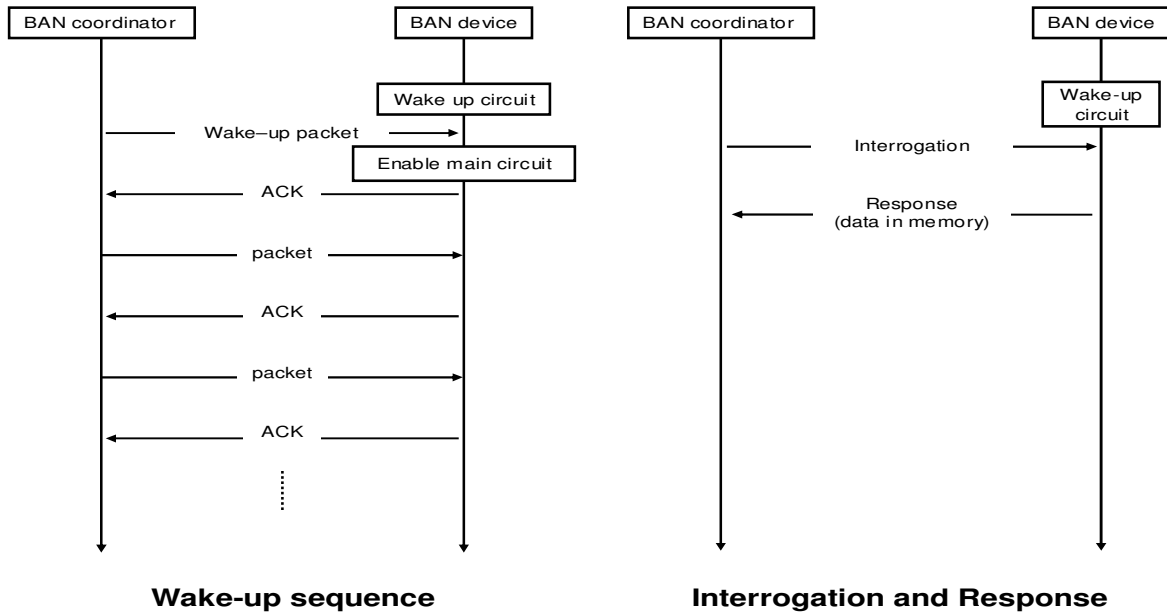 BAN coordinator
BAN device
Wake up circuit
Wake–up packet
Enable main circuit
ACK
packet
ACK
packet
ACK
Wake-up sequence
BAN coordinator
BAN device
Wake-up
circuit
Interrogation
Response
(data in memory)
Interrogation and Response